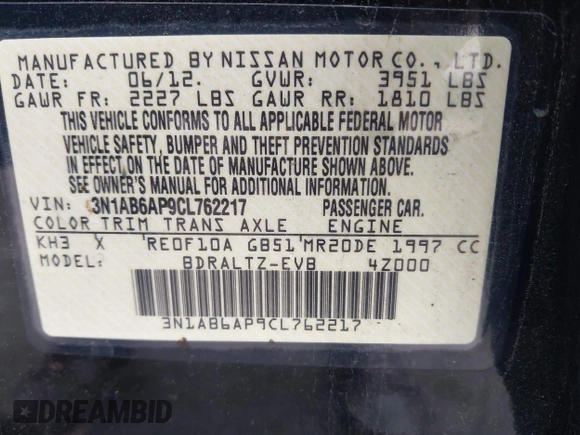 MANUFACTURED BY NISSAN MOTOR CO., LTD.
DATE: 06/12. GVWR: 3951 LBS
GAWR FR: 2227 LBS GAWR RR: 1810 LBS
THIS VEHICLE CONFORMS TO ALL APPLICABLE FEDERAL MOTOR
VEHICLE SAFETY, BUMPER AND THEFT PREVENTION STANDARDS
IN EFFECT ON THE DATE OF MANUFACTURE SHOWN ABOVE.
SEE OWNER'S MANUAL FOR ADDITIONAL INFORMATION.
VIN: 3N1AB6AP9CL762217 PASSENGER CAR.
COLOR TRIM TRANS AXLE ENGINE
KH3 X RE0F10A GB51 MR20DE 1997 CC
MODEL: BDRALTZ-EVB 4Z000
3N1AB6AP9CL762217
DREAMBID